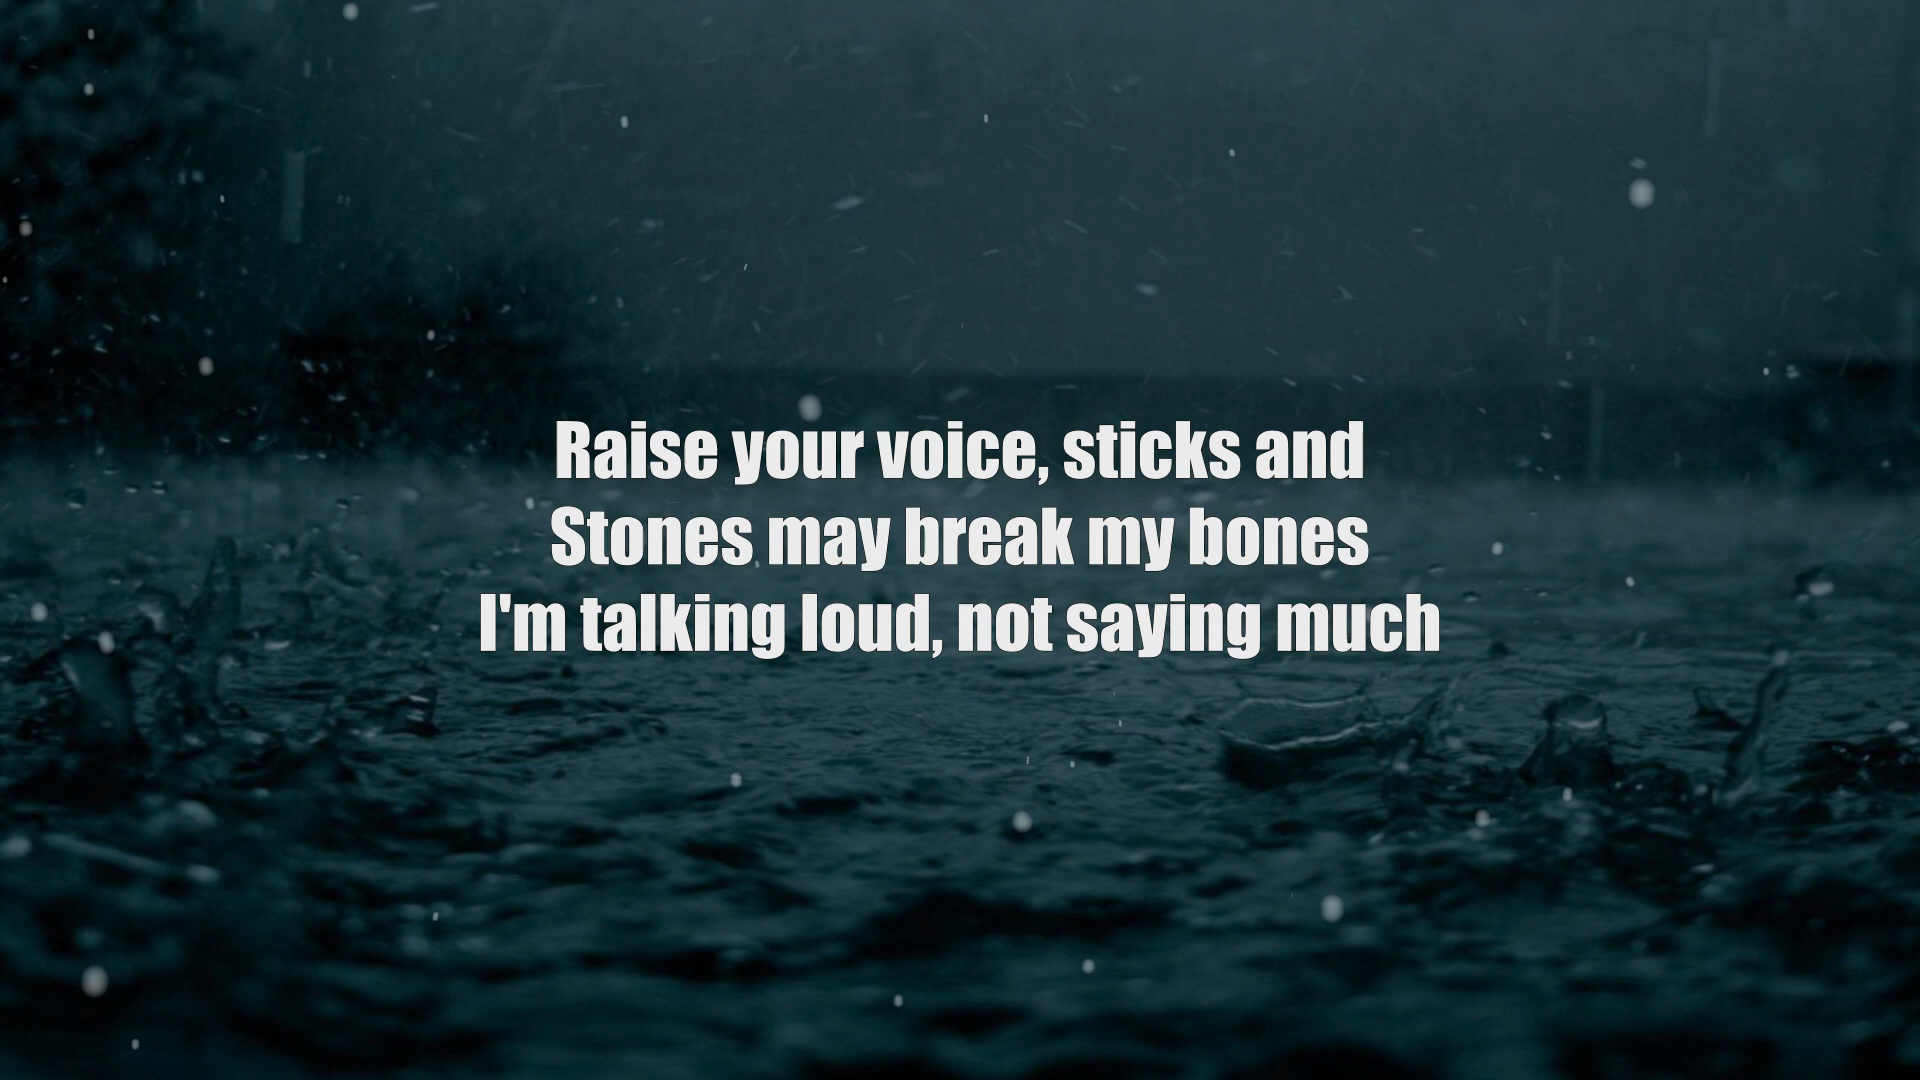 Raise your voice, sticks and
Stones may break my bones
I'm talking loud, not saying much